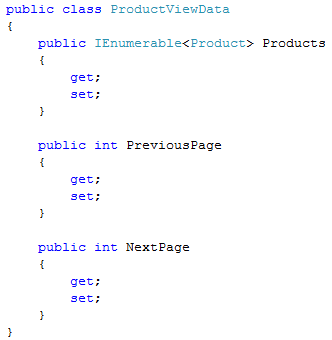 public class ProductViewData
{
    public IEnumerable<Product> Products
    {
        get;
        set;
    }

    public int PreviousPage
    {
        get;
        set;
    }

    public int NextPage
    {
        get;
        set;
    }
}